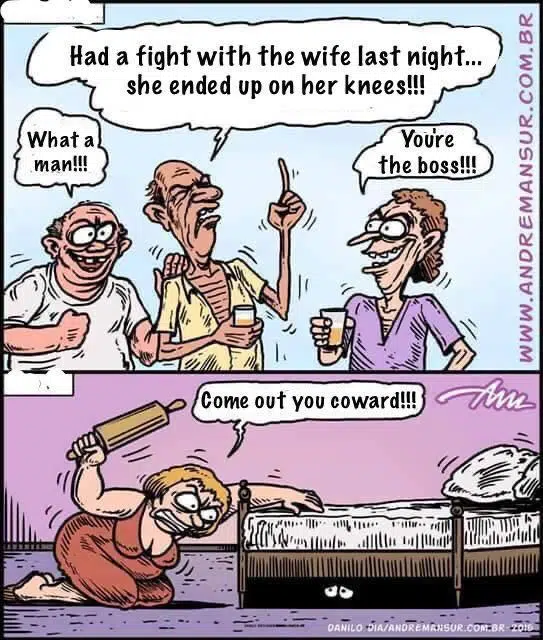 Had a fight with the wife last night...
she ended up on her knees!!!
What a
man!!!
You're
the boss!!!
WWW.ANDREMANSUR.COM.BR
Come out you coward!!!
DANILO DIA/ANDREMANSUR.COM.BR-2015